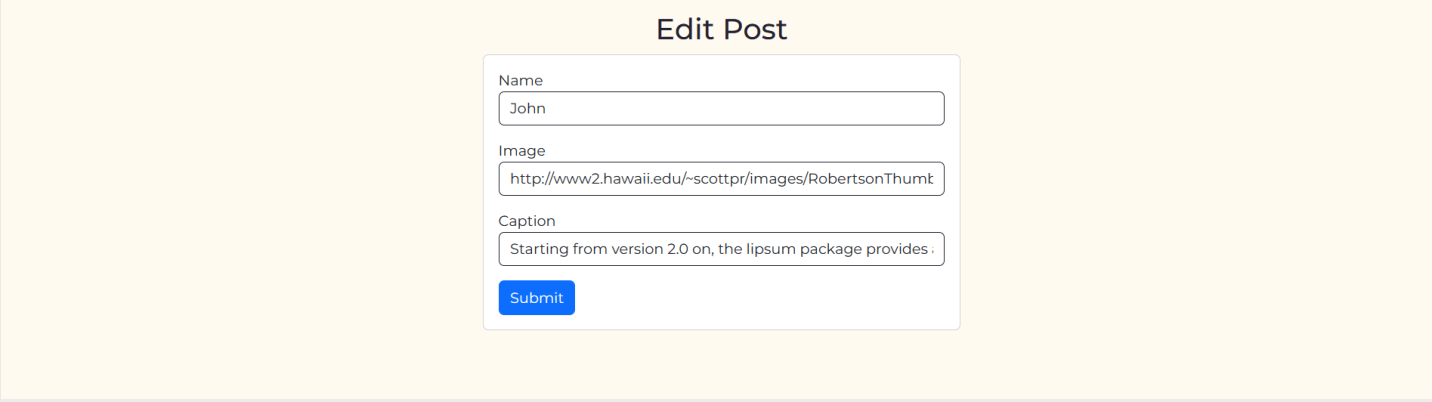 Edit Post
Name
John
Image
http://www2.hawaii.edu/~scottpr/images/RobertsonThumb
Caption
Starting from version 2.0 on, the lipsum package provides
Submit